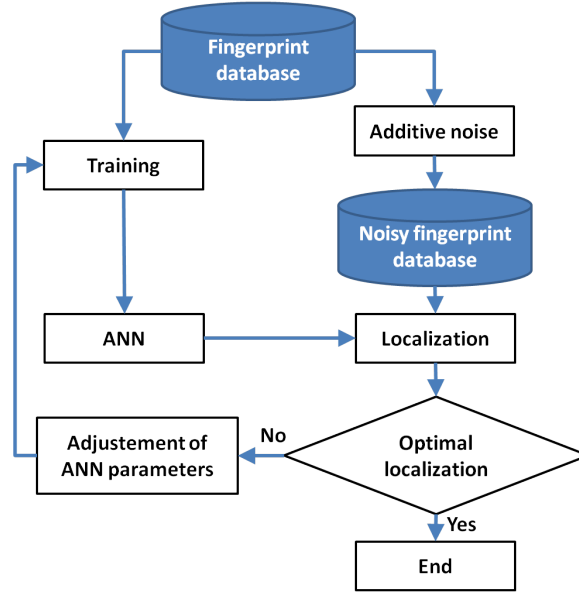 Fingerprint
database
Additive noise
Training
Noisy fingerprint
database
ANN
Localization
Adjustement of
ANN parameters
No
Optimal
localization
Yes
End